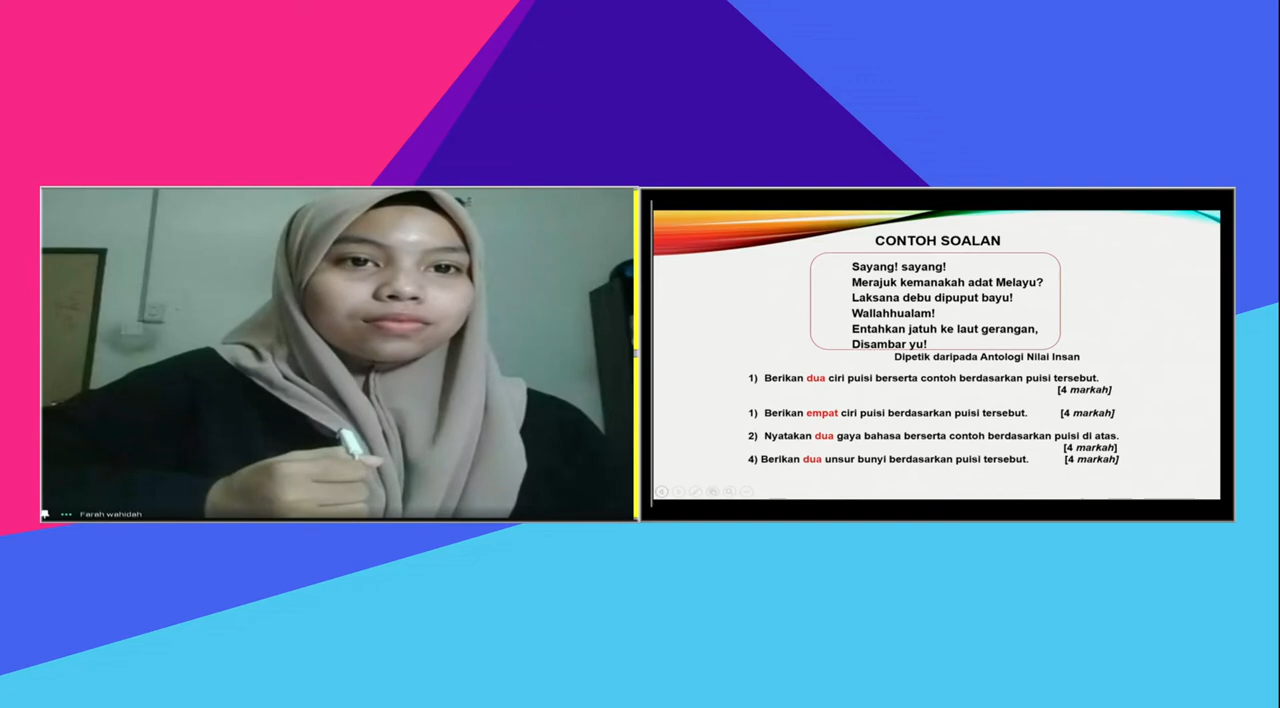 Farah wahidah
CONTOH SOALAN
Sayang! sayang!
Merajuk kemanakah adat Melayu?
Laksana debu dipuput bayu!
Wallahhualam!
Entahkan jatuh ke laut gerangan,
Disambar yu!
Dipetik daripada Antologi Nilai Insan
1) Berikan dua ciri puisi berserta contoh berdasarkan puisi tersebut.
[4 markah]
1) Berikan empat ciri puisi berdasarkan puisi tersebut. [4 markah]
2) Nyatakan dua gaya bahasa berserta contoh berdasarkan puisi di atas.
[4 markah]
4) Berikan dua unsur bunyi berdasarkan puisi tersebut. [4 markah]